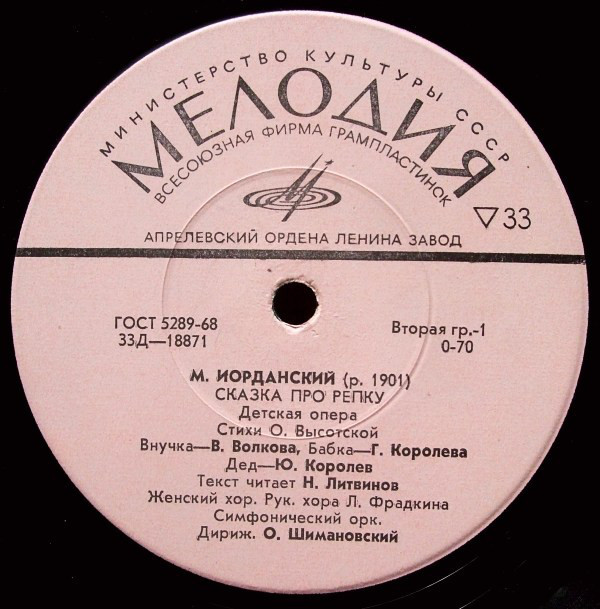 МИНИСТЕРСТВО КУЛЬТУРЫ СССР
МЕЛОДИЯ
ВСЕСОЮЗНАЯ ФИРМА ГРАМПЛАСТИНОК
33
АПРЕЛЕВСКИЙ ОРДЕНА ЛЕНИНА ЗАВОД
ГОСТ 5289-68
33Д—18871
Вторая гр.-1
0-70
М. ИОРДАНСКИЙ (р. 1901)
СКАЗКА ПРО РЕПКУ
Детская опера
Стихи О. Высотской
Внучка—В. Волкова, Бабка—Г. Королева
Дед—Ю. Королев
Текст читает Н. Литвинов
Женский хор. Рук. хора Л. Фрадкина
Симфонический орк.
Дириж. О. Шимановский